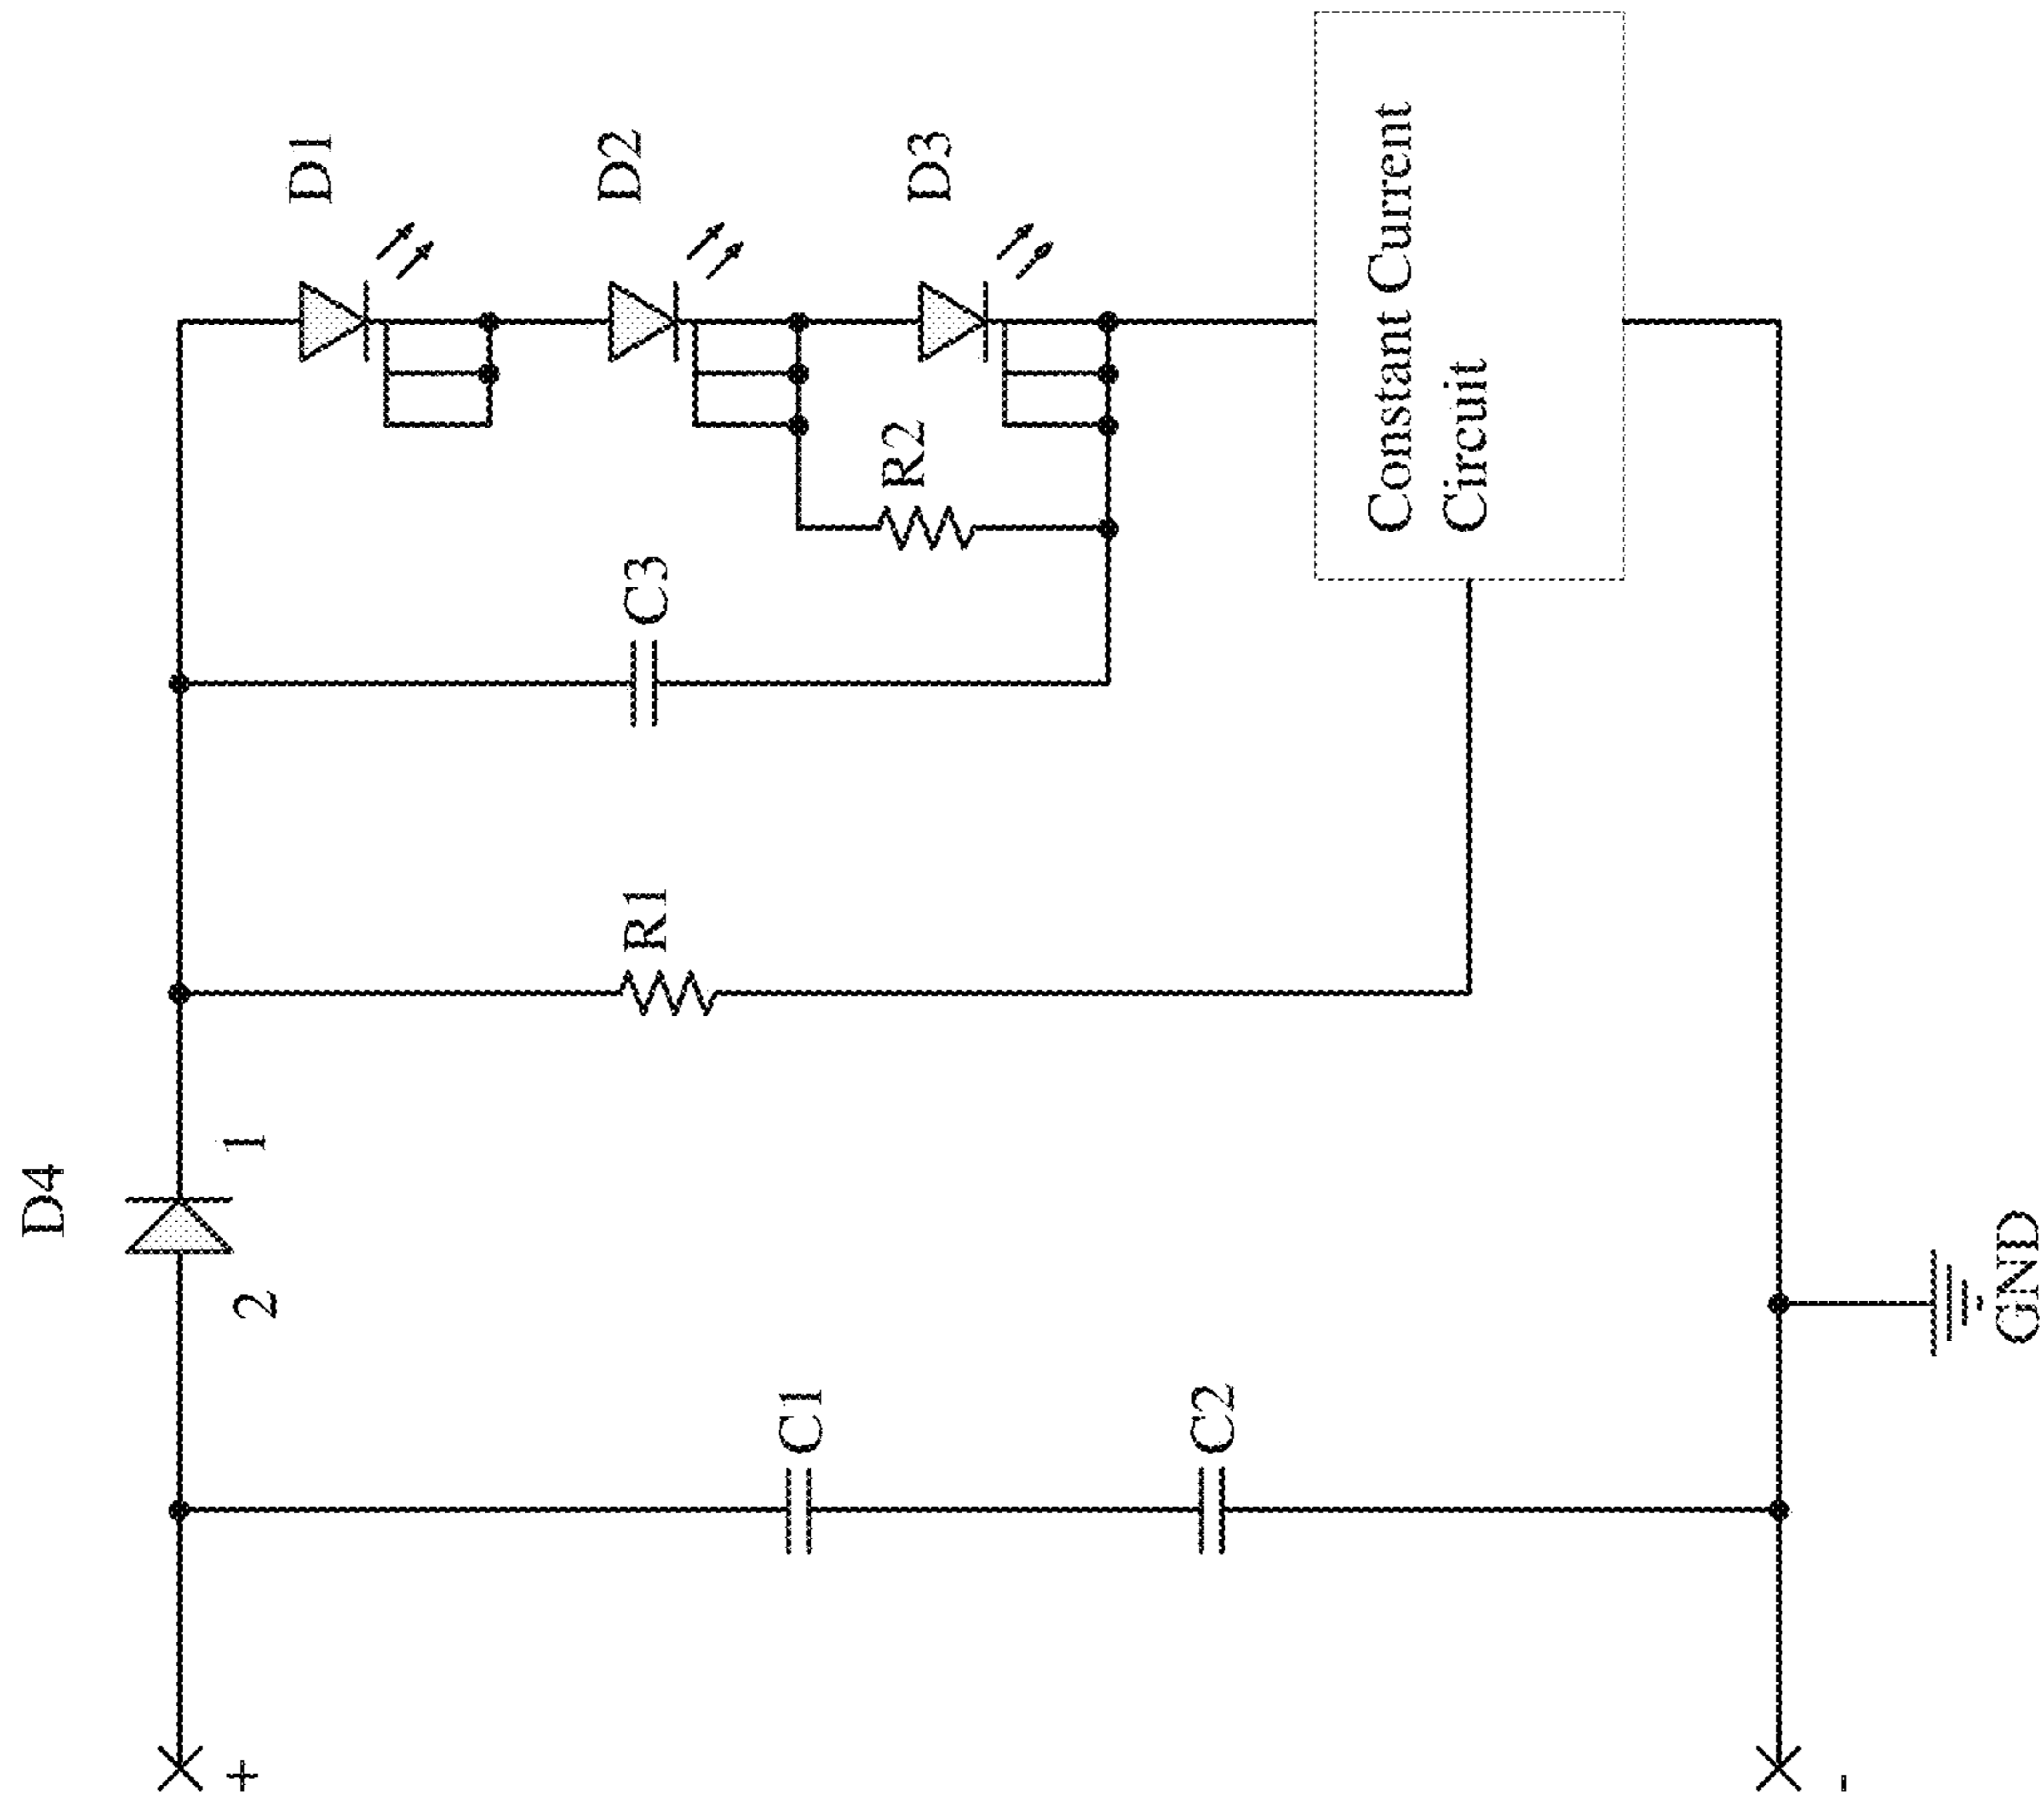 D1
D2
D3
R2
C3
Constant Current
Circuit
R1
D4
1
2
C1
C2
GND
+
-